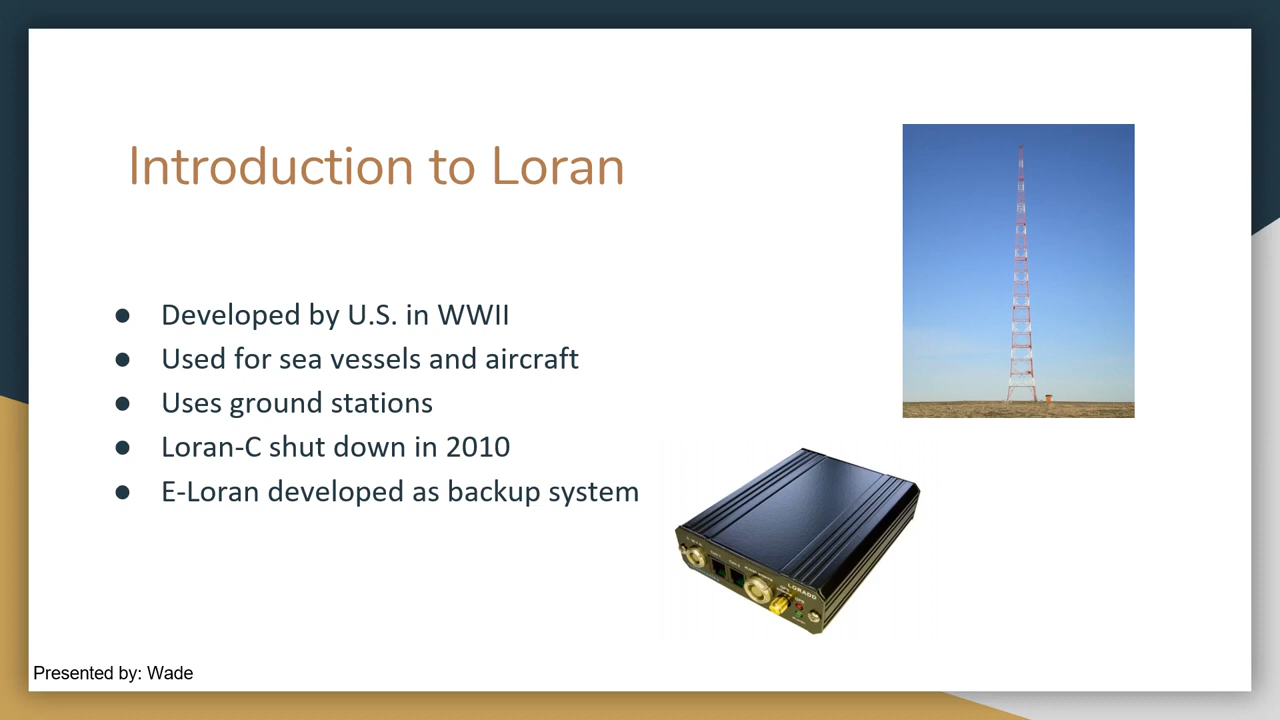 Introduction to Loran
● Developed by U.S. in WWII
● Used for sea vessels and aircraft
● Uses ground stations
● Loran-C shut down in 2010
● E-Loran developed as backup system
LORADD
Presented by: Wade